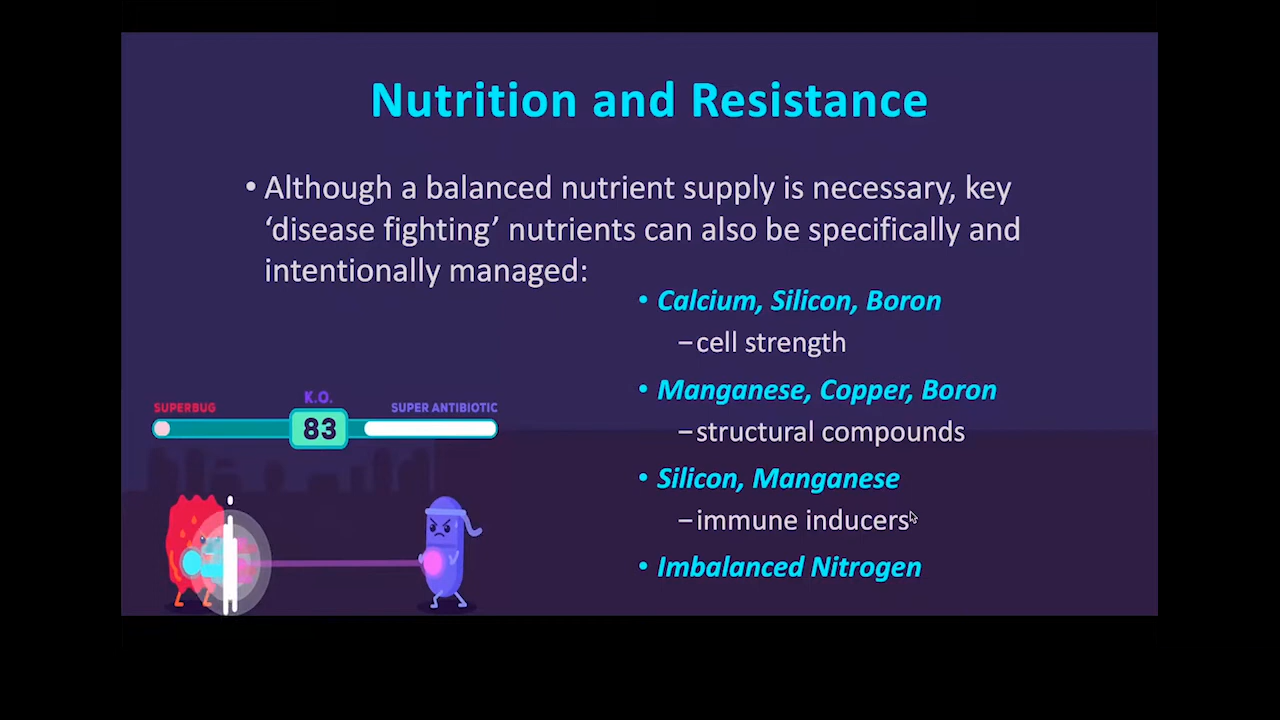 Nutrition and Resistance
• Although a balanced nutrient supply is necessary, key
‘disease fighting’ nutrients can also be specifically and
intentionally managed:
• Calcium, Silicon, Boron
–cell strength
• Manganese, Copper, Boron
–structural compounds
• Silicon, Manganese
–immune inducers
• Imbalanced Nitrogen
K.O.
SUPERBUG
SUPER ANTIBIOTIC
83